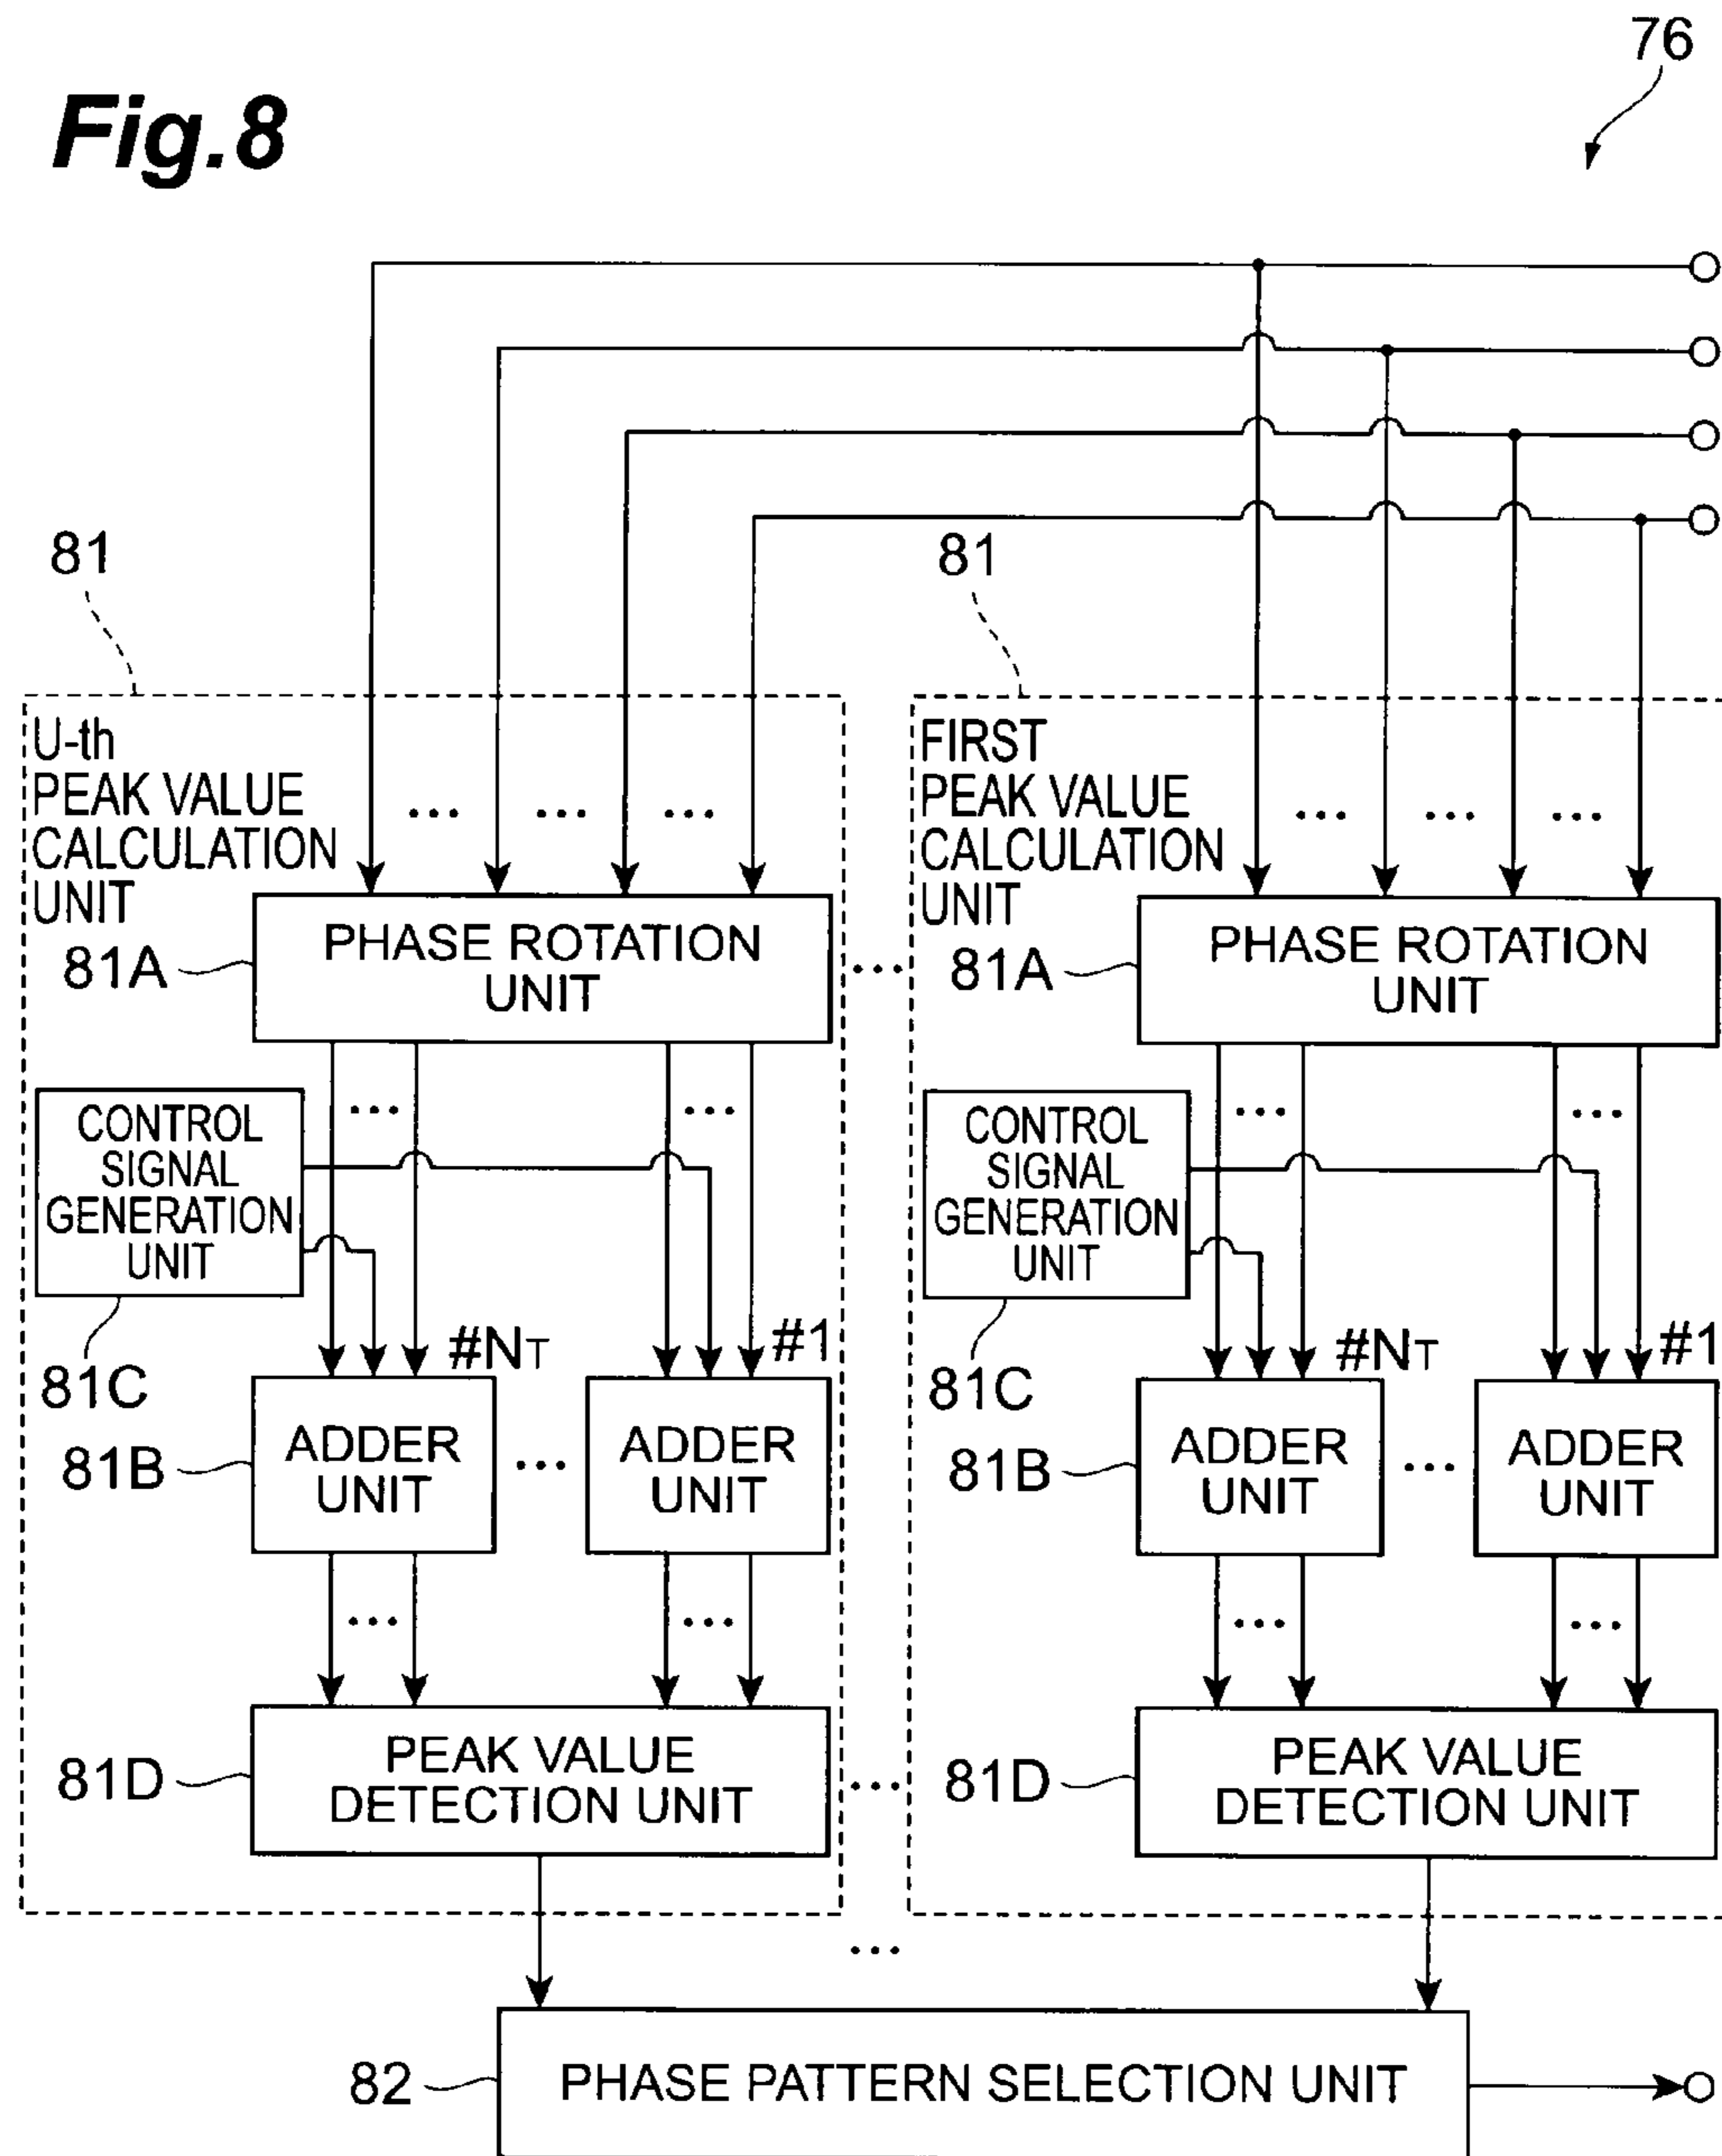 76
Fig.8
81
81
U-th
PEAK VALUE
CALCULATION
UNIT
FIRST
PEAK VALUE
CALCULATION
UNIT
...
...
...
...
...
...
PHASE ROTATION
UNIT
81A
...
PHASE ROTATION
UNIT
81A
...
...
...
...
CONTROL
SIGNAL
GENERATION
UNIT
CONTROL
SIGNAL
GENERATION
UNIT
#NT
#1
#NT
#1
81C
81C
81B
ADDER
UNIT
...
ADDER
UNIT
81B
ADDER
UNIT
...
ADDER
UNIT
...
...
...
...
81D
PEAK VALUE
DETECTION UNIT
...
81D
PEAK VALUE
DETECTION UNIT
...
82
PHASE PATTERN SELECTION UNIT